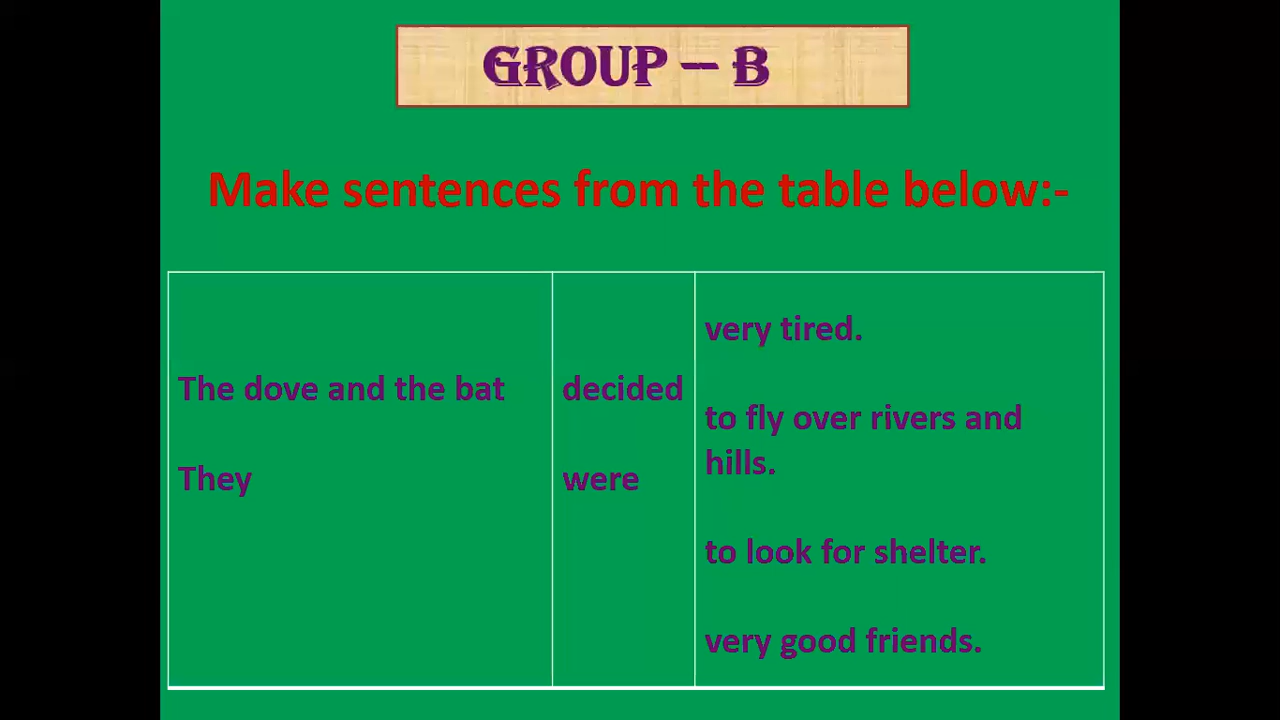 GROUP – B
Make sentences from the table below:-
The dove and the bat
They
decided
were
very tired.
to fly over rivers and
hills.
to look for shelter.
very good friends.